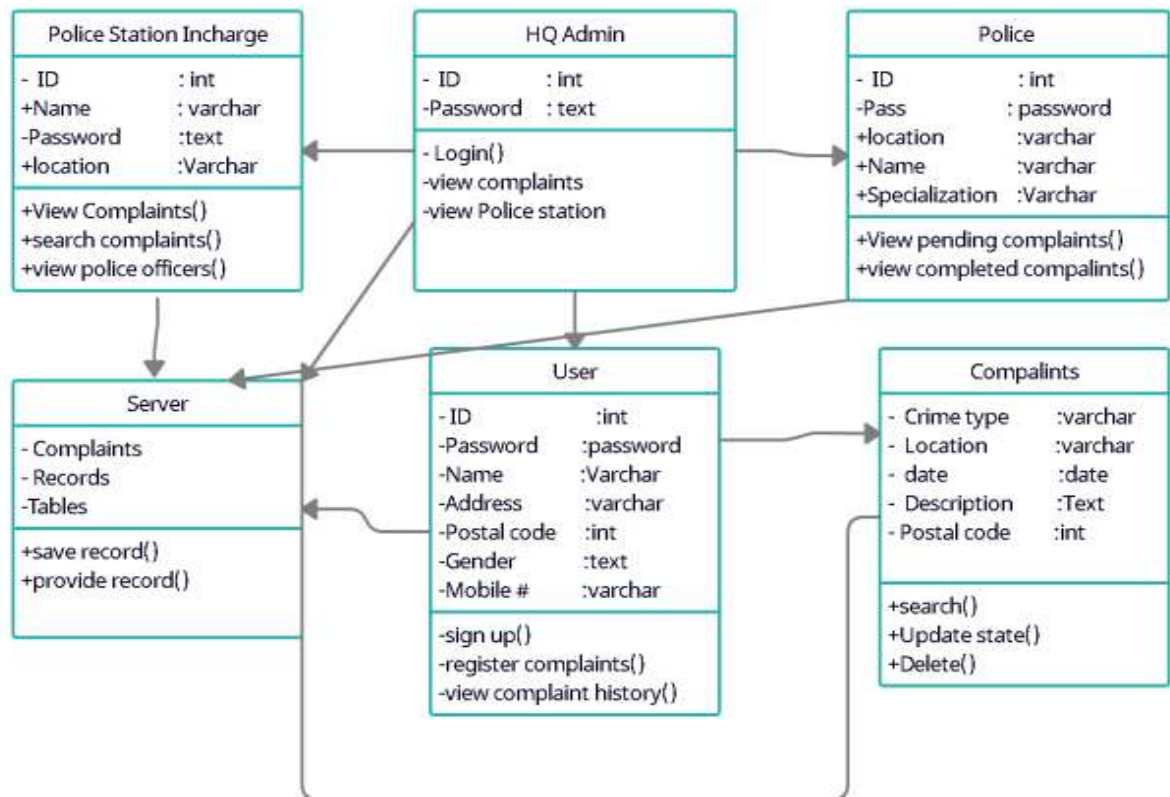 Police Station Incharge
- ID : int
+Name : varchar
-Password :text
+location :Varchar
+View Complaints()
+search complaints()
+view police officers()
HQ Admin
- ID : int
-Password : text
- Login()
-view complaints
-view Police station
Police
- ID : int
-Pass : password
+location :varchar
+Name :varchar
+Specialization :Varchar
+View pending complaints()
+view completed compalints()
Server
- Complaints
- Records
-Tables
+save record()
+provide record()
User
- ID :int
-Password :password
-Name :Varchar
-Address :varchar
-Postal code :int
-Gender :text
-Mobile # :varchar
-sign up()
-register complaints()
-view complaint history()
Compalints
- Crime type :varchar
- Location :varchar
- date :date
- Description :Text
- Postal code :int
+search()
+Update state()
+Delete()